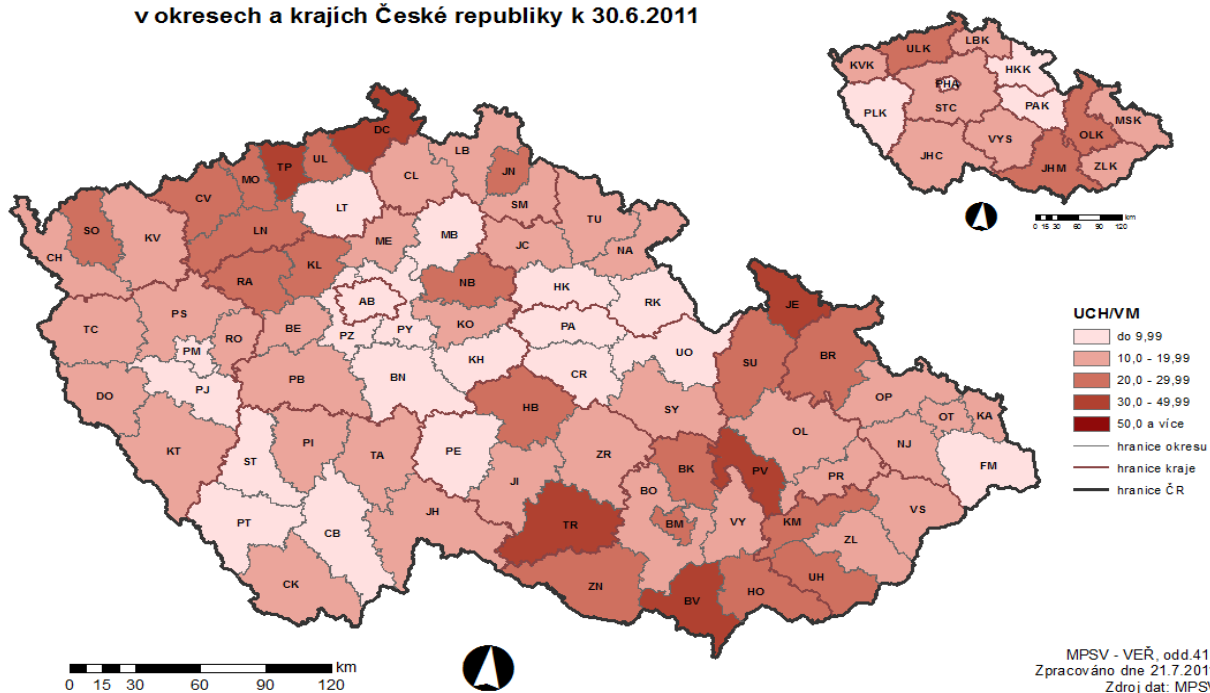 v okresech a krajích České republiky k 30.6.2011
DC
LB
TP
UL
JN
MO
CL
CV
LT
SM
TU
SO
KV
LN
ME
MB
JC
NA
CH
RA
KL
NB
HK
RK
AB
JE
TC
PS
RO
BE
PZ
PY
KO
PA
UO
PM
KH
SU
BR
PJ
PB
BN
CR
DO
HB
SY
OP
OT
KA
KT
ST
PI
TA
PE
ZR
OL
NJ
FM
JI
BK
PV
PR
BO
VS
PT
CB
JH
TR
BM
VY
KM
ZL
CK
ZN
BV
HO
UH
0 15 30 60 90 120 km
ULK
LBK
KVK
HKK
PHA
PLK
STC
PAK
MSK
OLK
VYS
JHC
JHM
ZLK
0 15 30 60 90 120 km
UCH/VM
do 9,99
10,0 - 19,99
20,0 - 29,99
30,0 - 49,99
50,0 a více
hranice okresu
hranice kraje
hranice ČR
MPSV - VEŘ, odd.41
Zpracováno dne 21.7.201
Zdroj dat: MPSV